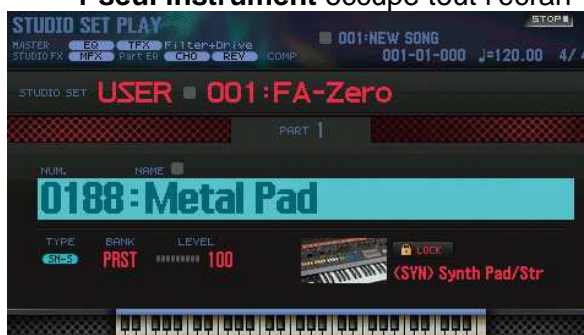 1 seul instrument occupe tout l'écran
STUDIO SET PLAY
STOP
MASTER EQ TFX Filter+Drive
001:NEW SONG
STUDIO FX MFX Part EQ CHO REV COMP
001-01-000 ♩=120.00 4/4
STUDIO SET USER 001:FA-Zero
PART 1
NUM. NAME
0188:Metal Pad
TYPE BANK LEVEL
LOCK
SN-S PRST 100
(SYN) Synth Pad/Str